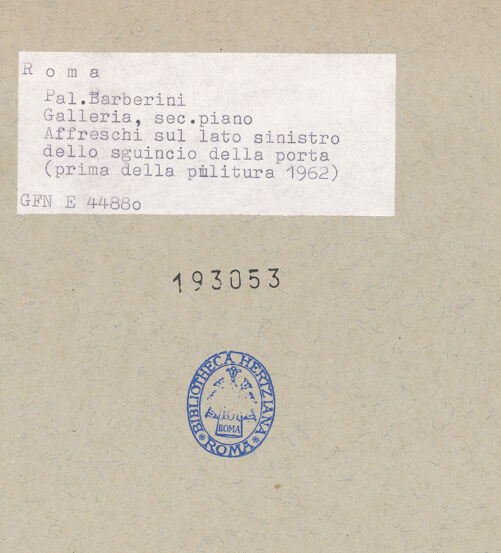 R o m a
Pal.Barberini
Galleria, sec.piano
Affreschi sul lato sinistro
dello sguincio della porta
(prima della pulitura 1962)
GFN E 4488o
193053
BIBLIOTHECA HERTZIANA
ROMA
* ROMA *